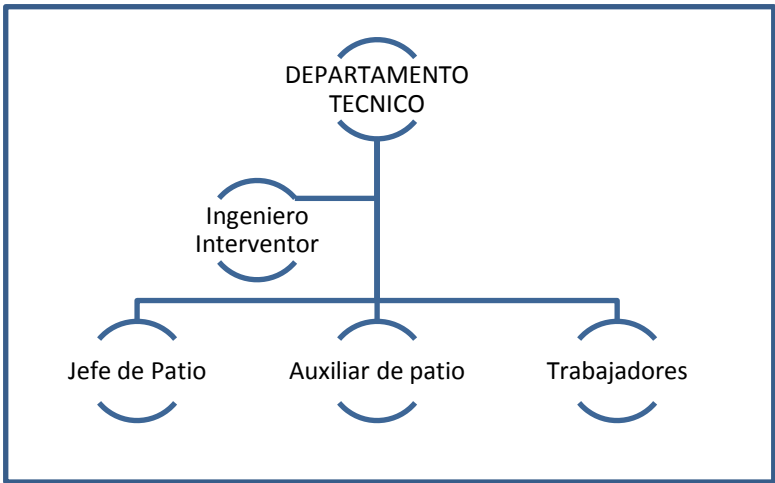 DEPARTAMENTO
TECNICO
Ingeniero
Interventor
Jefe de Patio
Auxiliar de patio
Trabajadores